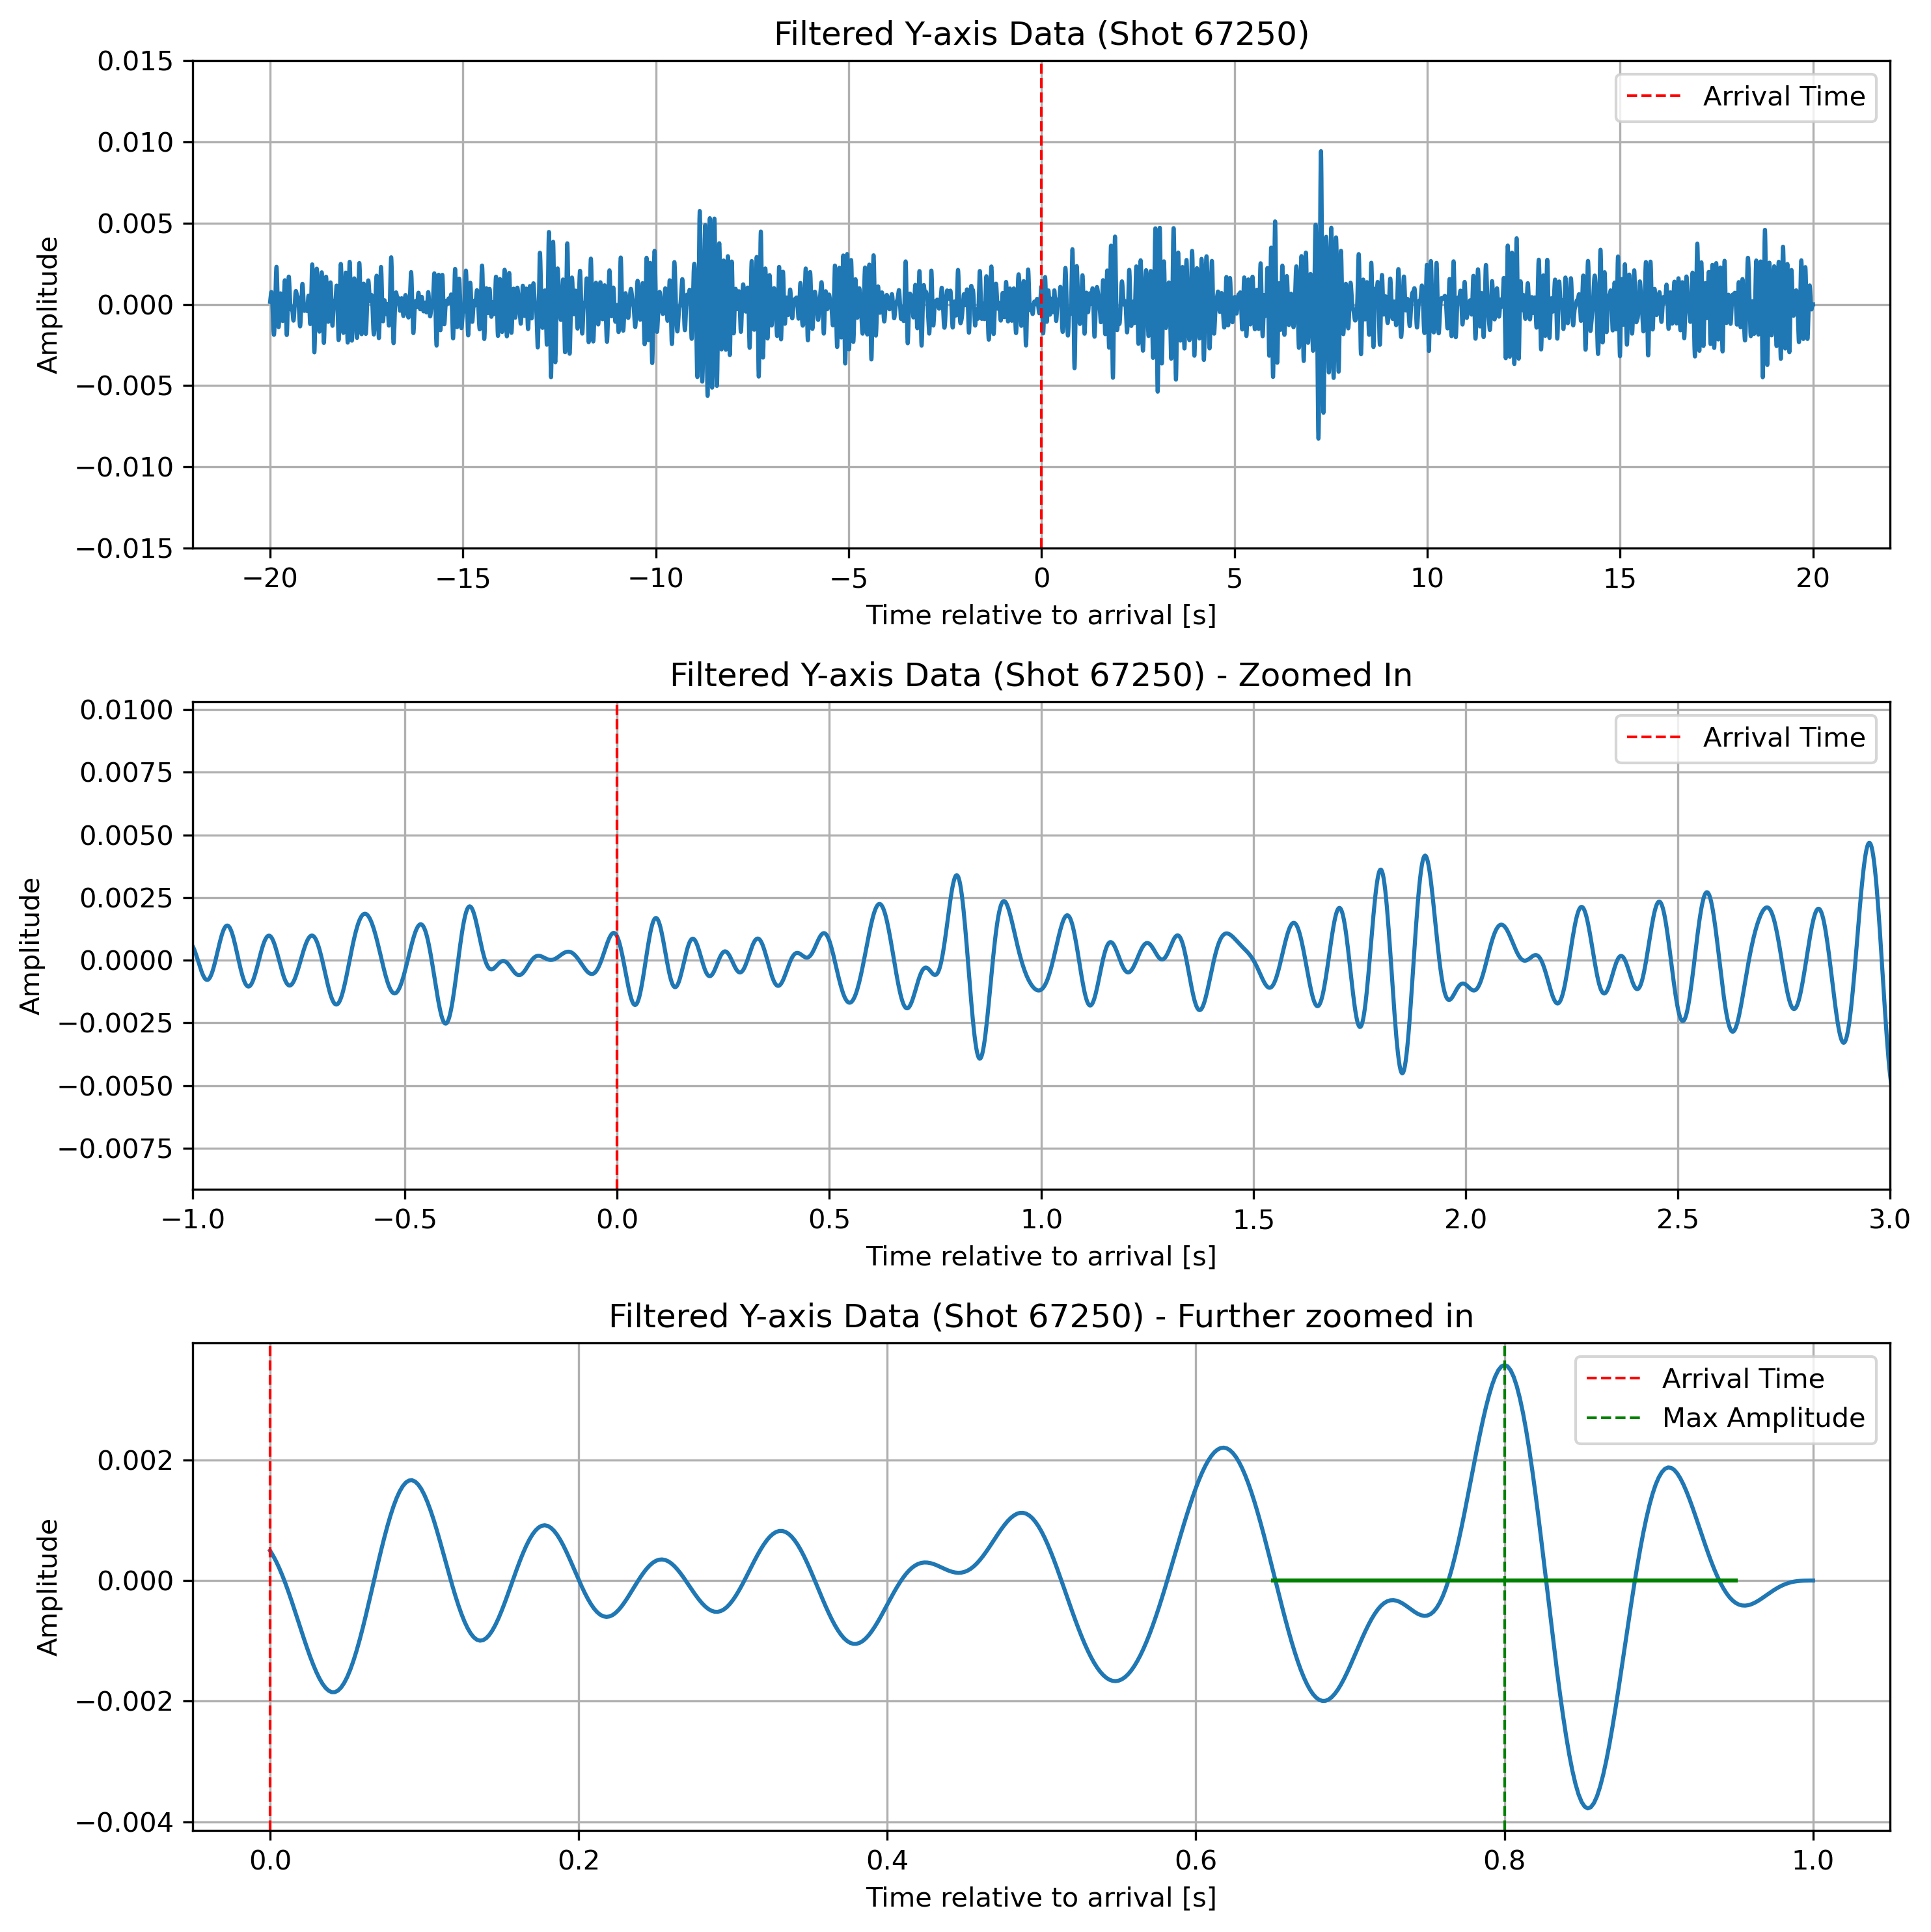 Filtered Y-axis Data (Shot 67250)
0.015
0.010
0.005
0.000
−0.005
−0.010
−0.015
Amplitude
Arrival Time
−20 −15 −10 −5 0 5 10 15 20
Time relative to arrival [s]
Filtered Y-axis Data (Shot 67250) - Zoomed In
0.0100
0.0075
0.0050
0.0025
0.0000
−0.0025
−0.0050
−0.0075
Amplitude
Arrival Time
−1.0 −0.5 0.0 0.5 1.0 1.5 2.0 2.5 3.0
Time relative to arrival [s]
Filtered Y-axis Data (Shot 67250) - Further zoomed in
0.002
0.000
−0.002
−0.004
Amplitude
Arrival Time
Max Amplitude
0.0 0.2 0.4 0.6 0.8 1.0
Time relative to arrival [s]